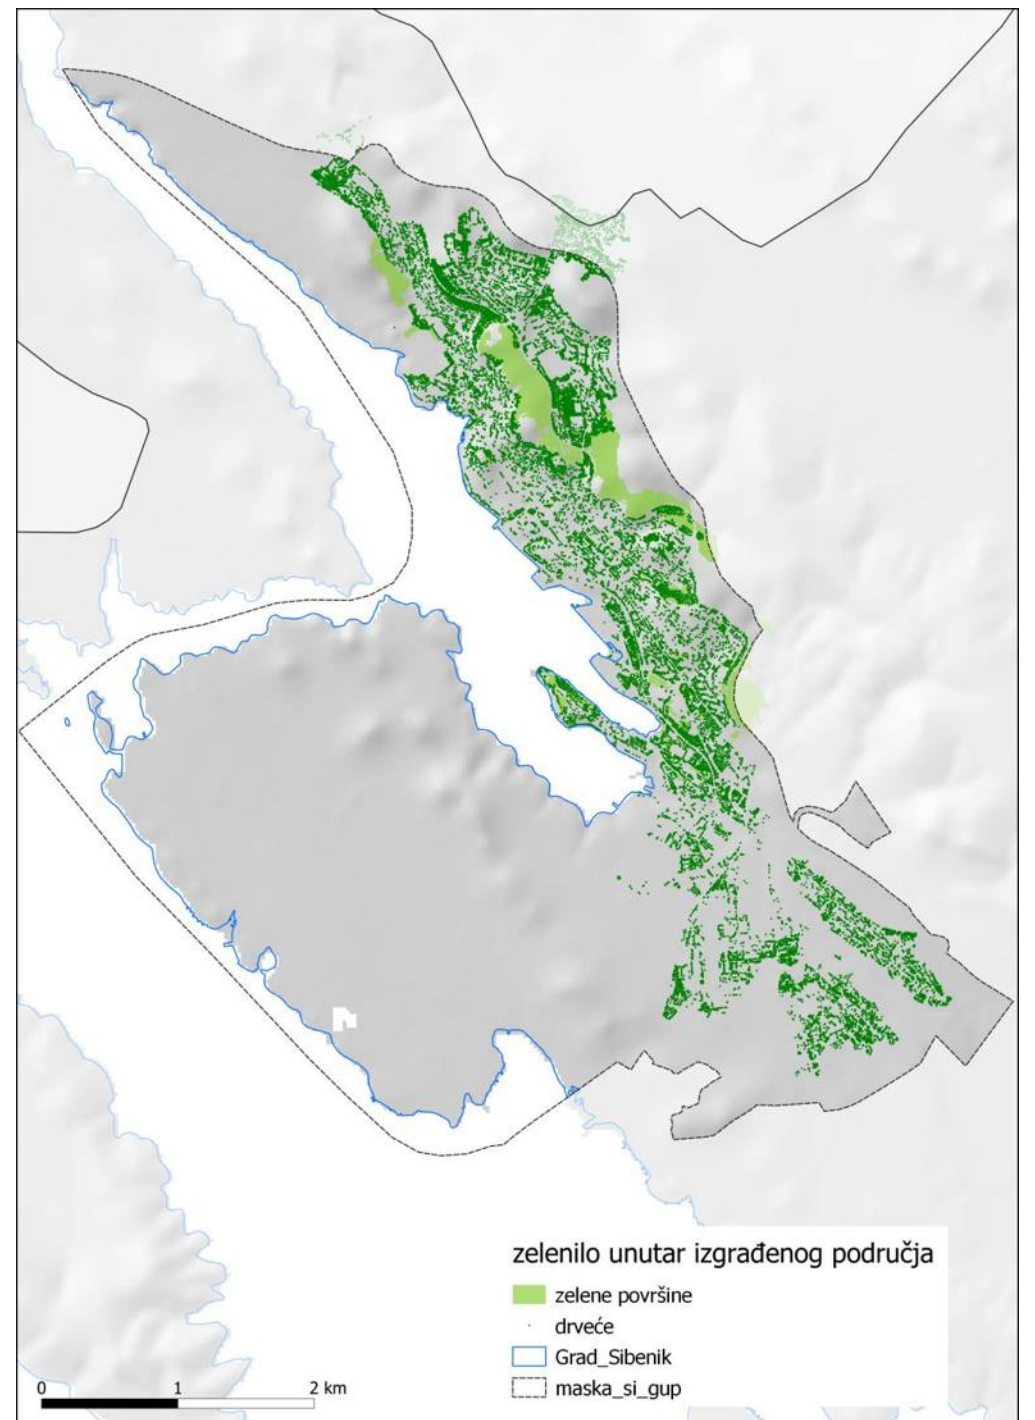 zelenilo unutar izgrađenog područja
zelene površine
drveće
Grad_Sibenik
maska_si_gup
0 1 2 km